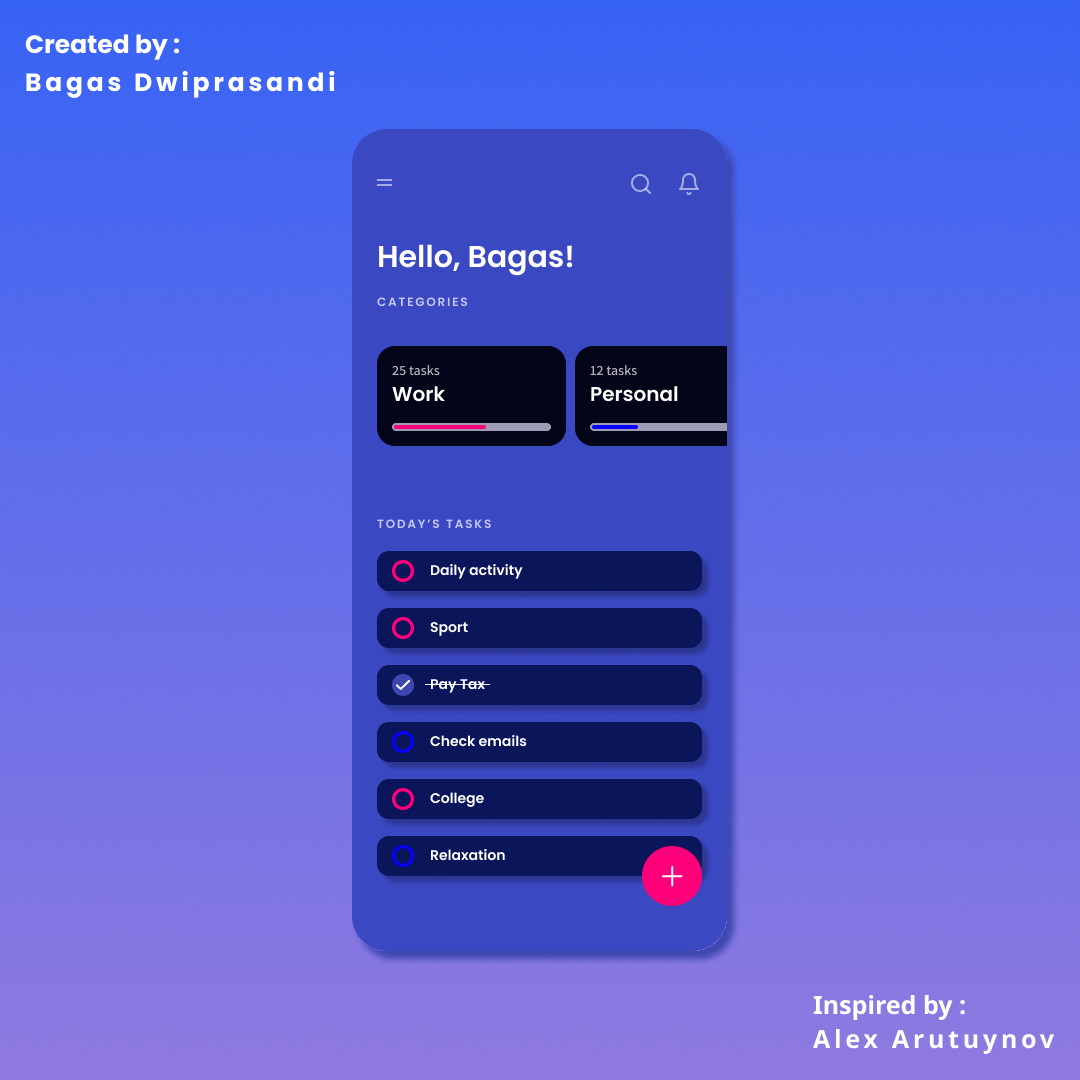 Created by :
Bagas Dwiprasandi
Hello, Bagas!
CATEGORIES
25 tasks
Work
12 tasks
Personal
TODAY’S TASKS
Daily activity
Sport
Pay Tax
Check emails
College
Relaxation
Inspired by :
Alex Arutuynov